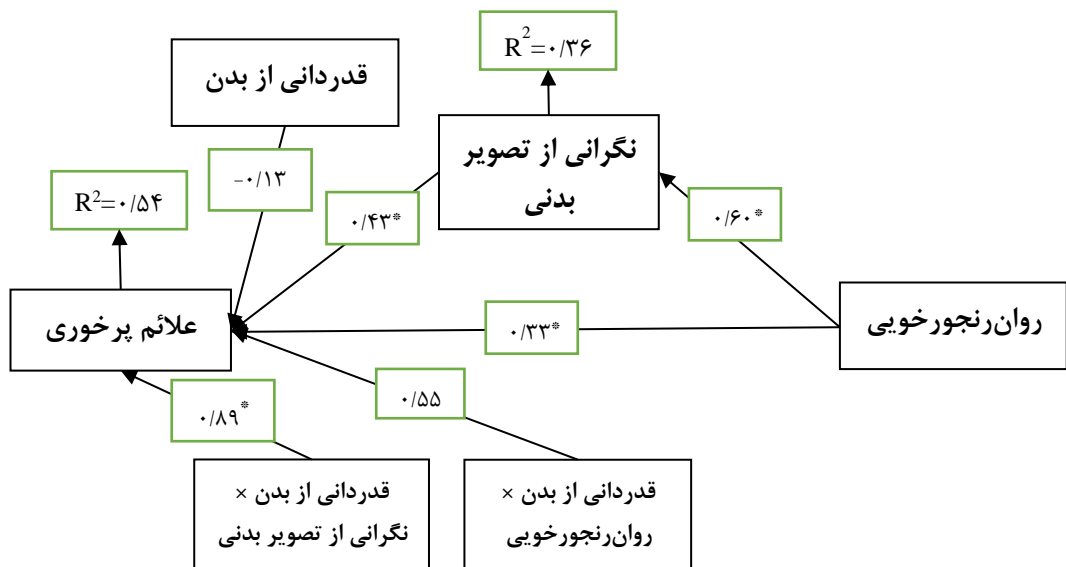 R²=۰/۳۶
قدردانی از بدن
نگرانی از تصویر
بدنی
-۰/۱۳
R²=۰/۵۴
۰/۴۳*
۰/۶۰*
علائم پرخوری
۰/۳۳*
روان‌رنجورخویی
۰/۸۹*
۰/۵۵
قدردانی از بدن ×
نگرانی از تصویر بدنی
قدردانی از بدن ×
روان‌رنجورخویی